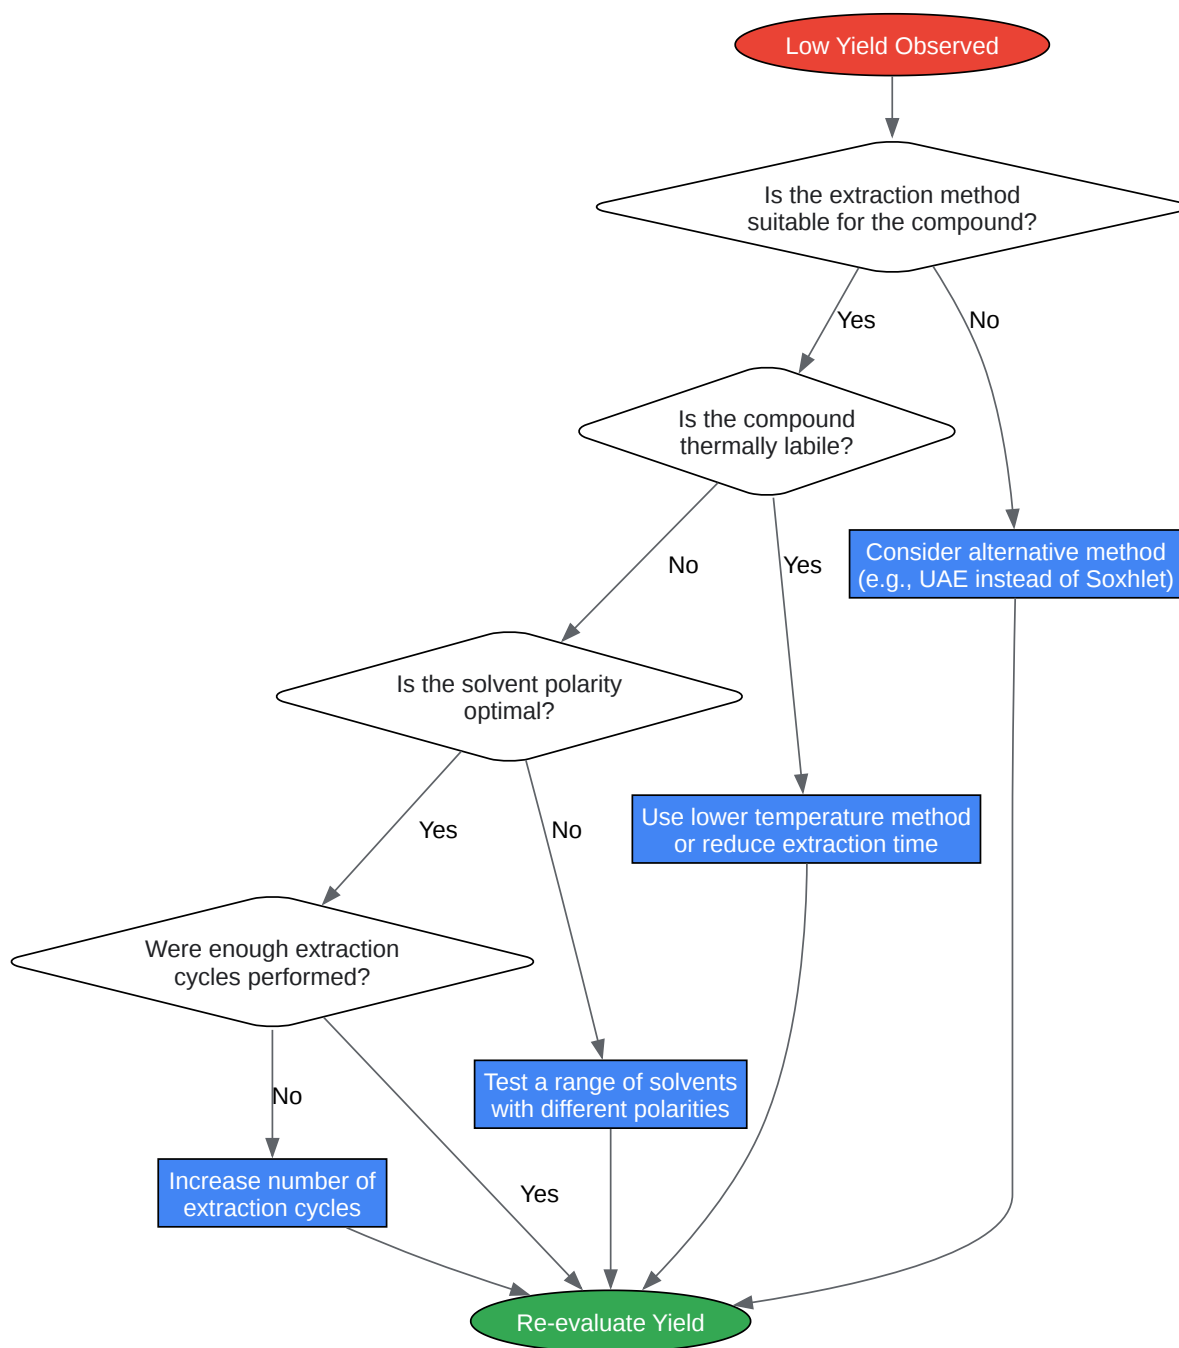 Low Yield Observed
Is the extraction method
suitable for the compound?
Yes
No
Is the compound
thermally labile?
No
Yes
Consider alternative method
(e.g., UAE instead of Soxhlet)
Is the solvent polarity
optimal?
Yes
No
Use lower temperature method
or reduce extraction time
Were enough extraction
cycles performed?
No
Yes
Test a range of solvents
with different polarities
Increase number of
extraction cycles
Re-evaluate Yield